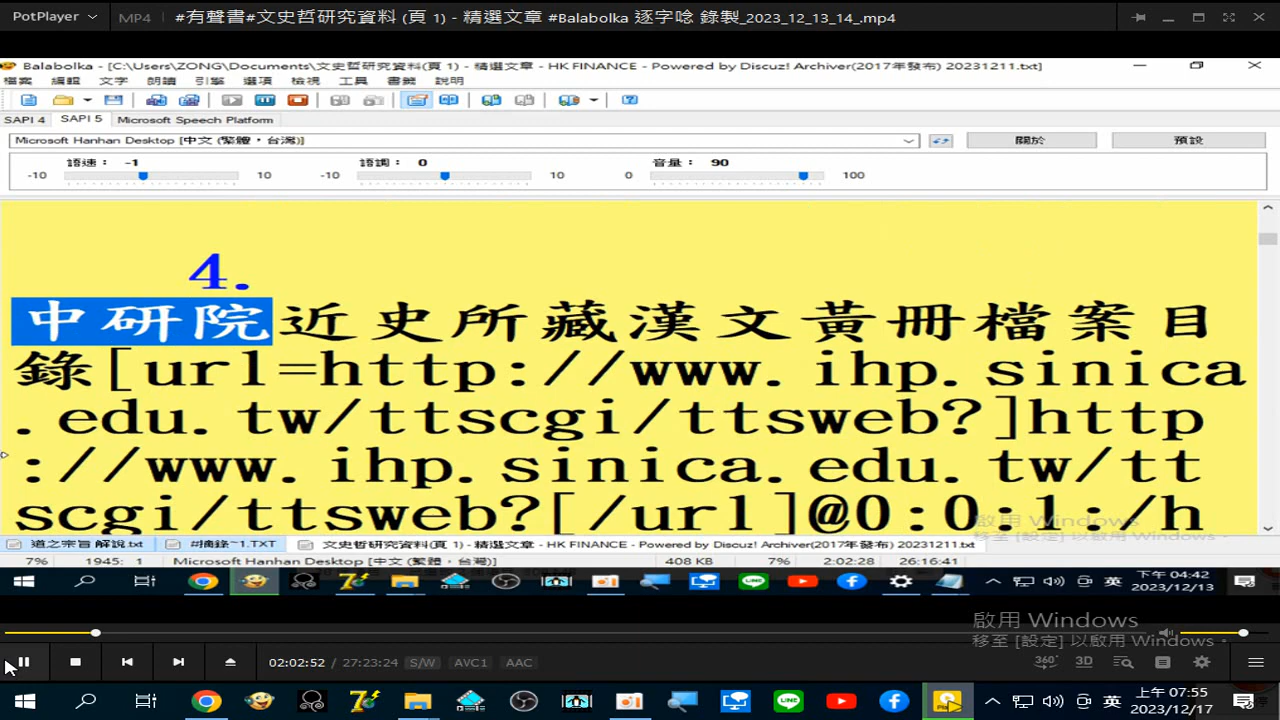 PotPlayer MP4 #有聲書#文史哲研究資料 (頁 1) - 精選文章 #Balabolka 逐字唸 錄製_2023_12_13_14_.mp4
Balabolka - [C:\Users\ZONG\Documents\文史哲研究資料(頁 1) - 精選文章 - HK FINANCE - Powered by Discuz! Archiver(2017年發布) 20231211.txt]
檔案 編輯 文字 朗讀 引擎 選項 檢視 工具 書籤 說明
SAPI 4 SAPI 5 Microsoft Speech Platform
Microsoft Hanhan Desktop [中文 (繁體，台灣)] 關於 預設
語速： -1 語調： 0 音量： 90
-10 10 -10 10 0 100
4.
中研院近史所藏漢文黃冊檔案目
錄[url=http://www.ihp.sinica
.edu.tw/ttscgi/ttsweb?]http
://www.ihp.sinica.edu.tw/tt
scgi/ttsweb?[/url]@0:0:1:/h
啟用 Windows
移至 [設定] 以啟用 Windows。
道之宗旨 解說.txt #摘錄~1.TXT 文史哲研究資料(頁 1) - 精選文章 - HK FINANCE - Powered by Discuz! Archiver(2017年發布) 20231211.txt
7% 1945: 1 Microsoft Hanhan Desktop [中文 (繁體，台灣)] 408 KB 7% 2:02:28 26:16:41
英 下午 04:42
2023/12/13
啟用 Windows
移至 [設定] 以啟用 Windows。
02:02:52 / 27:23:24 S/W AVC1 AAC 360° 3D
英 上午 07:55
2023/12/17